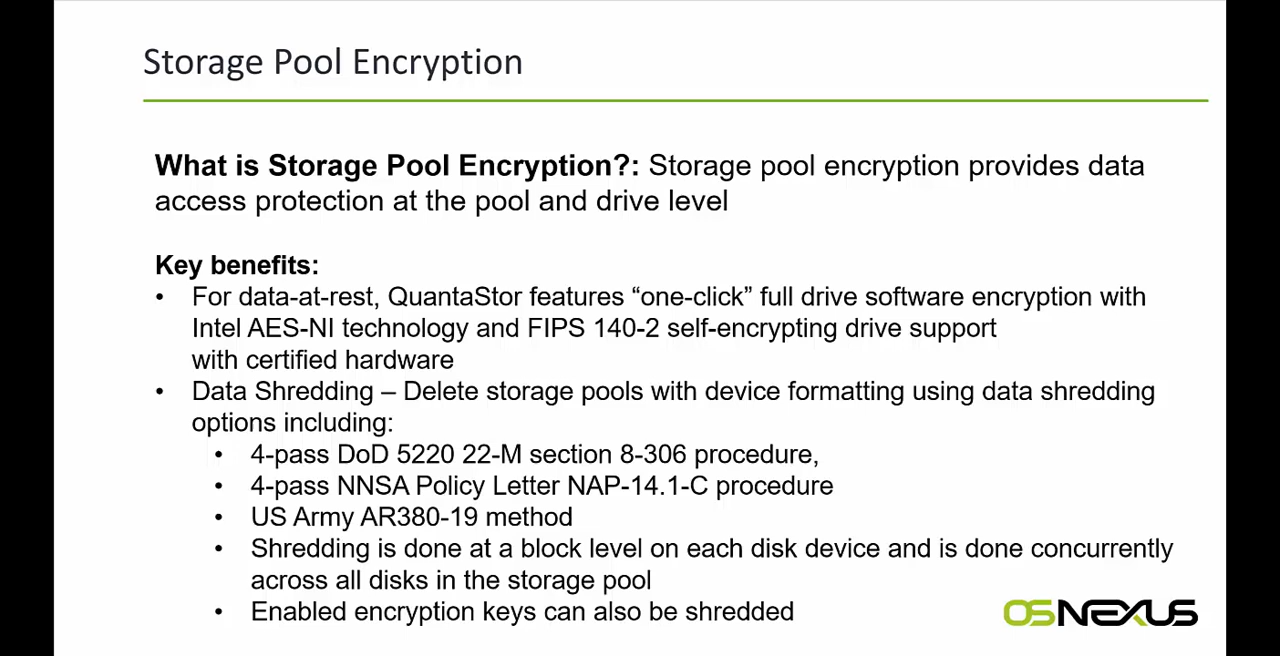 Storage Pool Encryption
What is Storage Pool Encryption?: Storage pool encryption provides data
access protection at the pool and drive level
Key benefits:
• For data-at-rest, QuantaStor features “one-click” full drive software encryption with
Intel AES-NI technology and FIPS 140-2 self-encrypting drive support
with certified hardware
• Data Shredding – Delete storage pools with device formatting using data shredding
options including:
• 4-pass DoD 5220 22-M section 8-306 procedure,
• 4-pass NNSA Policy Letter NAP-14.1-C procedure
• US Army AR380-19 method
• Shredding is done at a block level on each disk device and is done concurrently
across all disks in the storage pool
• Enabled encryption keys can also be shredded
OSNEXUS